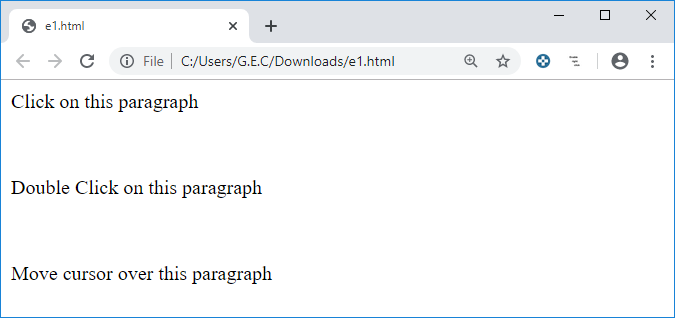 e1.html
File C:/Users/G.E.C/Downloads/e1.html
Click on this paragraph
Double Click on this paragraph
Move cursor over this paragraph